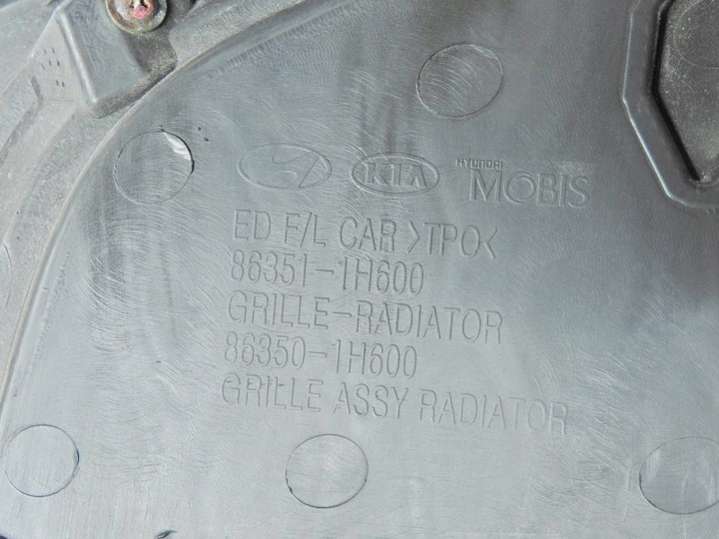 KIA HYUNDAI
MOBIS
ED F/L CAR >TPO<
86351-1H600
GRILLE-RADIATOR
86350-1H600
GRILLE ASSY RADIATOR